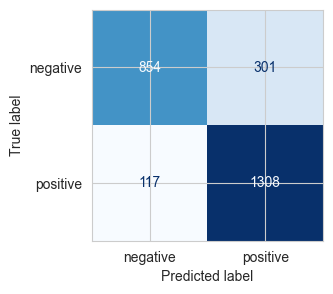 True label
negative
854 301
positive
117 1308
negative positive
Predicted label